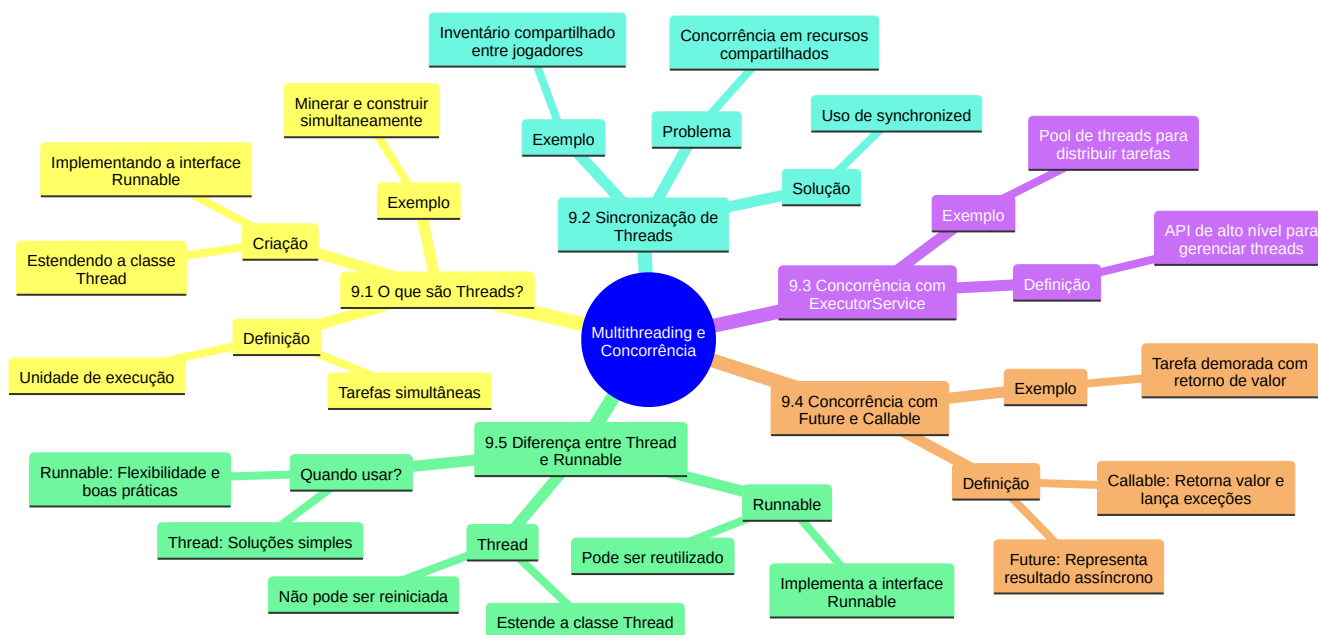 Multithreading e
Concorrência
9.1 O que são Threads?
Definição
Unidade de execução
Tarefas simultâneas
Criação
Estendendo a classe
Thread
Implementando a interface
Runnable
Exemplo
Minerar e construir
simultaneamente
9.2 Sincronização de
Threads
Exemplo
Inventário compartilhado
entre jogadores
Problema
Concorrência em recursos
compartilhados
Solução
Uso de synchronized
9.3 Concorrência com
ExecutorService
Exemplo
Pool de threads para
distribuir tarefas
Definição
API de alto nível para
gerenciar threads
9.4 Concorrência com
Future e Callable
Exemplo
Tarefa demorada com
retorno de valor
Definição
Callable: Retorna valor e
lança exceções
Future: Representa
resultado assíncrono
9.5 Diferença entre Thread
e Runnable
Quando usar?
Runnable: Flexibilidade e
boas práticas
Thread: Soluções simples
Thread
Não pode ser reiniciada
Estende a classe Thread
Runnable
Pode ser reutilizado
Implementa a interface
Runnable